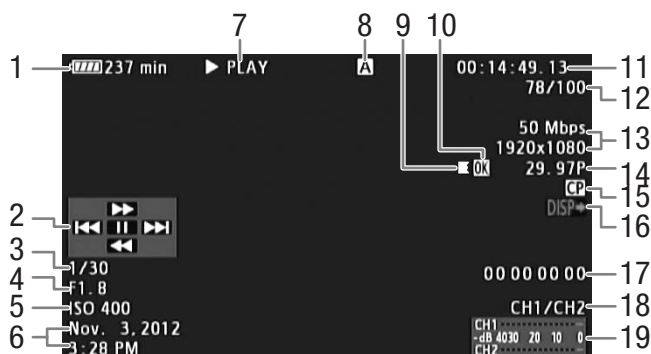 7 8 9 10
1 237 min ▶ PLAY A 00:14:49.13 11
78/100 12
50 Mbps 13
1920x1080
OK 29.97P 14
CP 15
DISP 16
2
3 1/30
4 F1.8
5 ISO 400
6 Nov. 3, 2012
3:28 PM
00 00 00 00 17
CH1/CH2 18
CH1
-dB 40 30 20 10 0 19
CH2